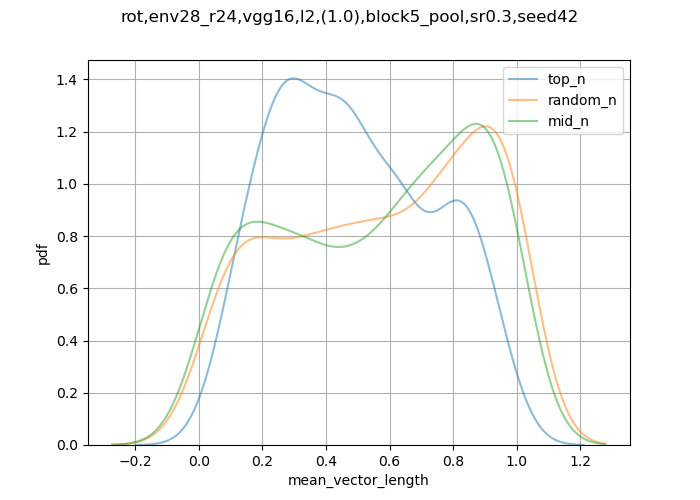 rot,env28_r24,vgg16,l2,(1.0),block5_pool,sr0.3,seed42
top_n
random_n
mid_n
pdf
1.4
1.2
1.0
0.8
0.6
0.4
0.2
0.0
−0.2 0.0 0.2 0.4 0.6 0.8 1.0 1.2
mean_vector_length